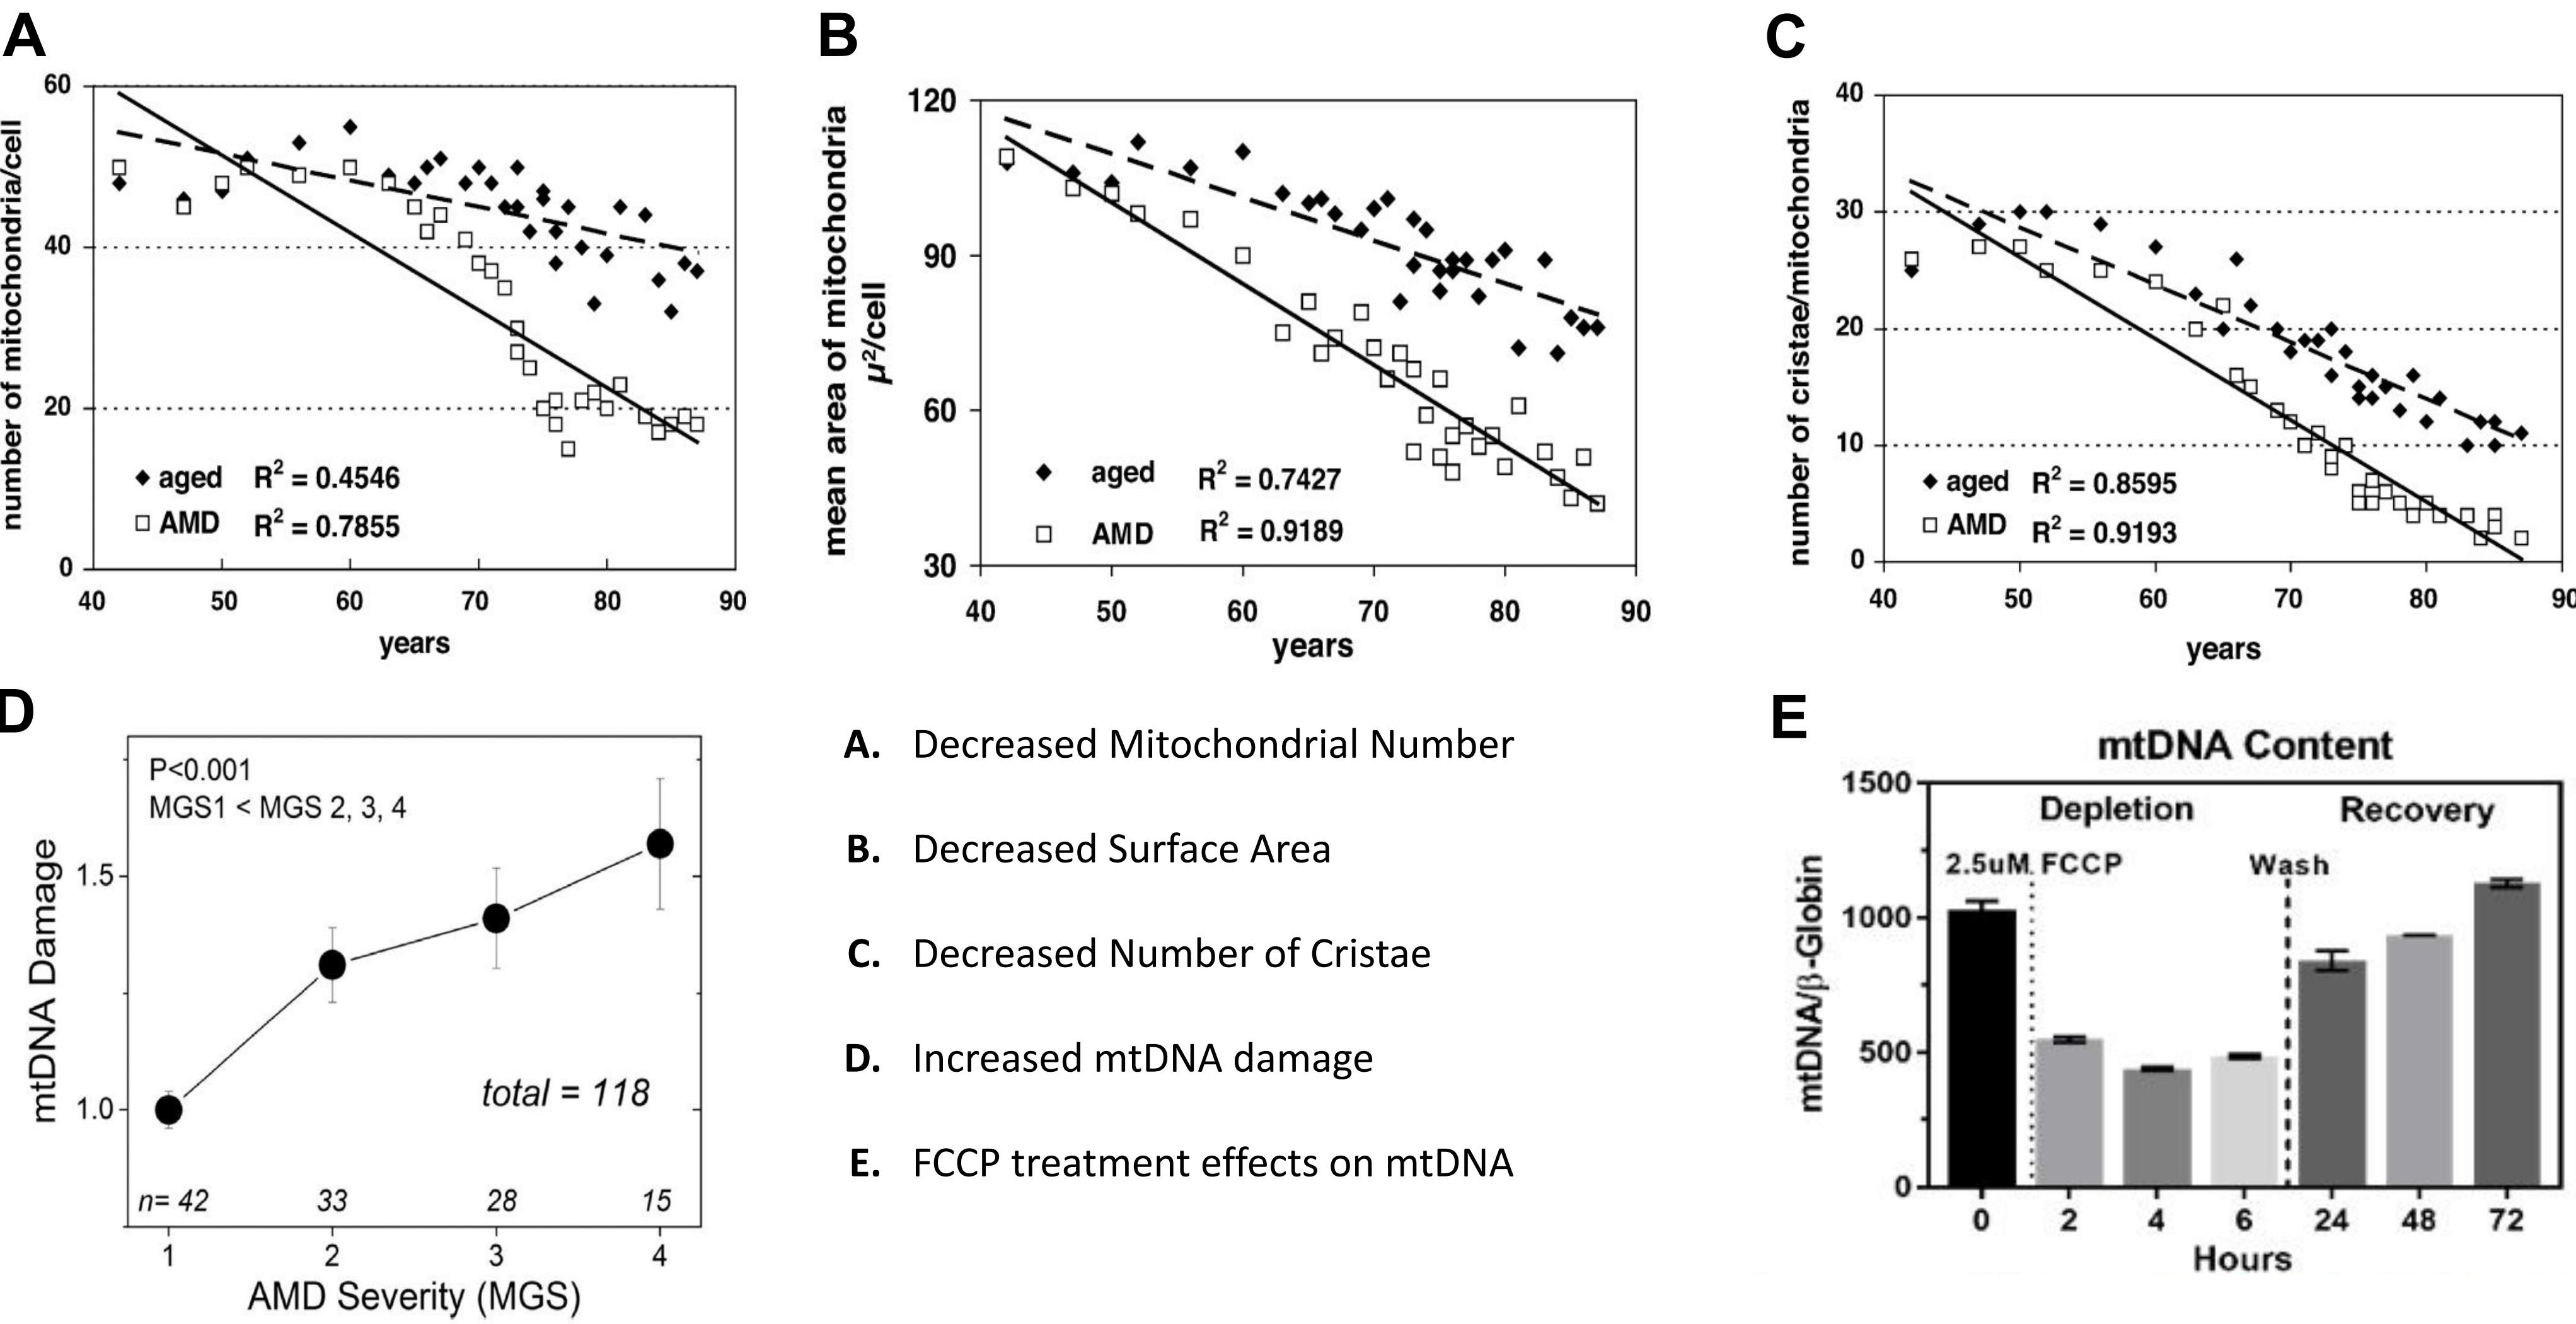 A
number of mitochondria/cell
60
40
20
0
aged R² = 0.4546
AMD R² = 0.7855
40 50 60 70 80 90
years
B
mean area of mitochondria
µ²/cell
120
90
60
30
aged R² = 0.7427
AMD R² = 0.9189
40 50 60 70 80 90
years
C
number of cristae/mitochondria
40
30
20
10
0
aged R² = 0.8595
AMD R² = 0.9193
40 50 60 70 80 90
years
D
mtDNA Damage
P<0.001
MGS1 < MGS 2, 3, 4
1.5
1.0
total = 118
n= 42 33 28 15
1 2 3 4
AMD Severity (MGS)
A. Decreased Mitochondrial Number
B. Decreased Surface Area
C. Decreased Number of Cristae
D. Increased mtDNA damage
E. FCCP treatment effects on mtDNA
E
mtDNA Content
mtDNA/β-Globin
1500
1000
500
0
Depletion Recovery
2.5uM FCCP Wash
0 2 4 6 24 48 72
Hours